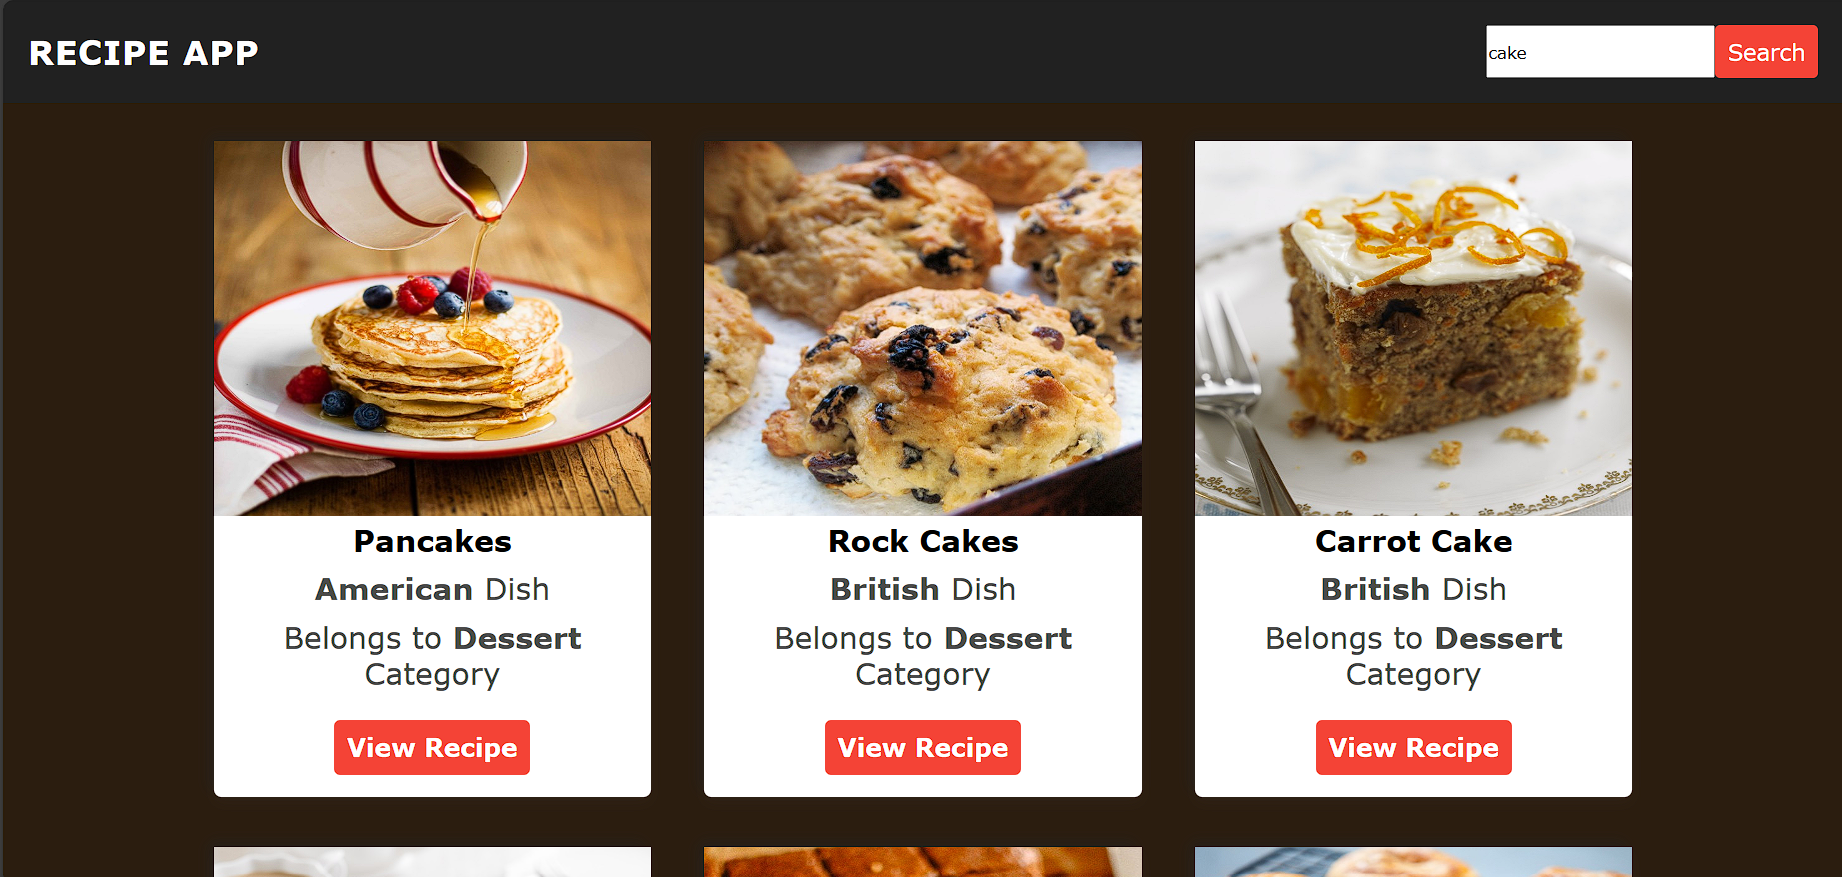 RECIPE APP
cake
Search
Pancakes
American Dish
Belongs to Dessert
Category
View Recipe
Rock Cakes
British Dish
Belongs to Dessert
Category
View Recipe
Carrot Cake
British Dish
Belongs to Dessert
Category
View Recipe